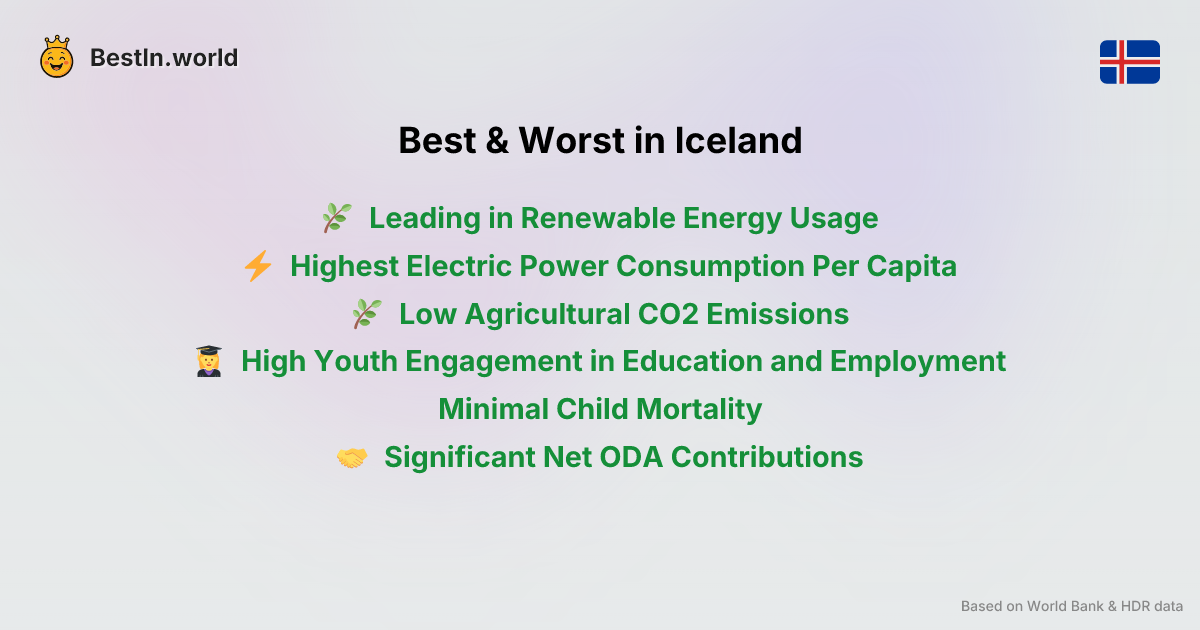 BestIn.world
Best & Worst in Iceland
Leading in Renewable Energy Usage
Highest Electric Power Consumption Per Capita
Low Agricultural CO2 Emissions
High Youth Engagement in Education and Employment
Minimal Child Mortality
Significant Net ODA Contributions
Based on World Bank & HDR data